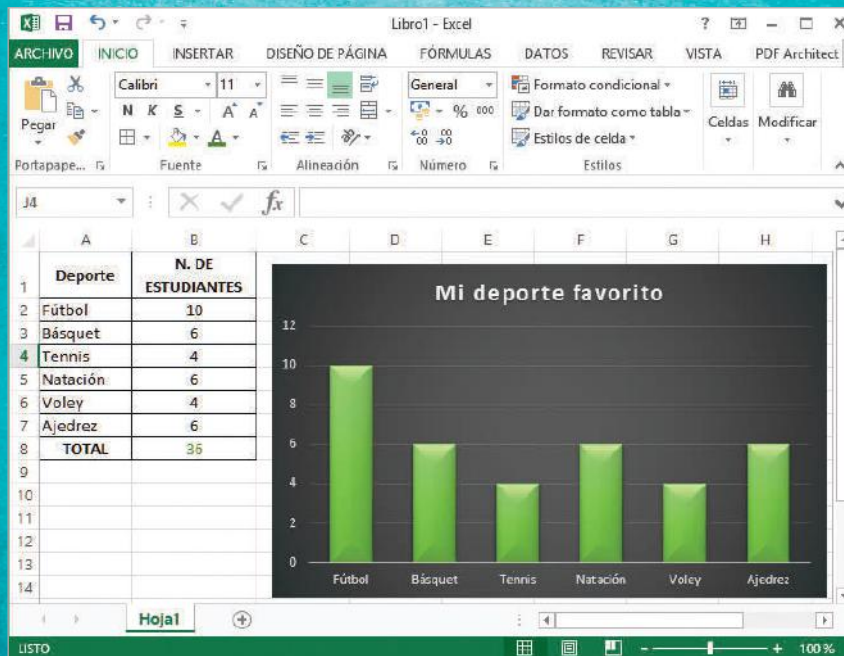 Libro1 - Excel
ARCHIVO INICIO INSERTAR DISEÑO DE PÁGINA FÓRMULAS DATOS REVISAR VISTA PDF Architect
Calibri 11 General Formato condicional
N K S A A % 000 Dar formato como tabla
Pegar Estilos de celda Celdas Modificar
Portapape... Fuente Alineación Número Estilos
J4 fx
A B C D E F G H
1 Deporte N. DE
ESTUDIANTES
2 Fútbol 10
3 Básquet 6
4 Tennis 4
5 Natación 6
6 Voley 4
7 Ajedrez 6
8 TOTAL 36
9
10
11
12
13
14
Mi deporte favorito
12
10
8
6
4
2
0
Fútbol Básquet Tennis Natación Voley Ajedrez
Hoja1
LISTO 100 %